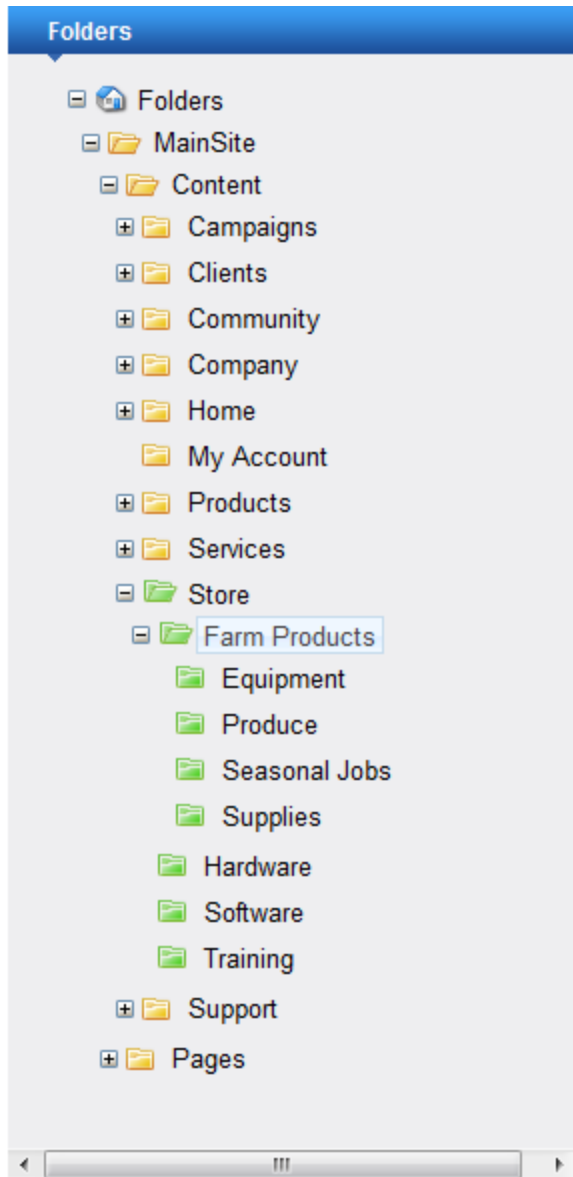 Folders
Folders
MainSite
Content
Campaigns
Clients
Community
Company
Home
My Account
Products
Services
Store
Farm Products
Equipment
Produce
Seasonal Jobs
Supplies
Hardware
Software
Training
Support
Pages